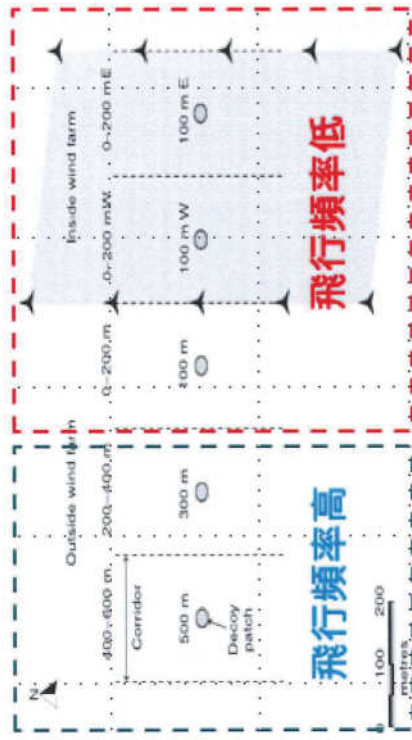 N
Outside wind farm
Inside wind farm
400–600 m
200–400 m
0–200 m
0–200 mW
0–200 mE
Corridor
500 m
300 m
100 m
100 m W
100 m E
Decoy
patch
飛行頻率高
飛行頻率低
0 100 200
metres